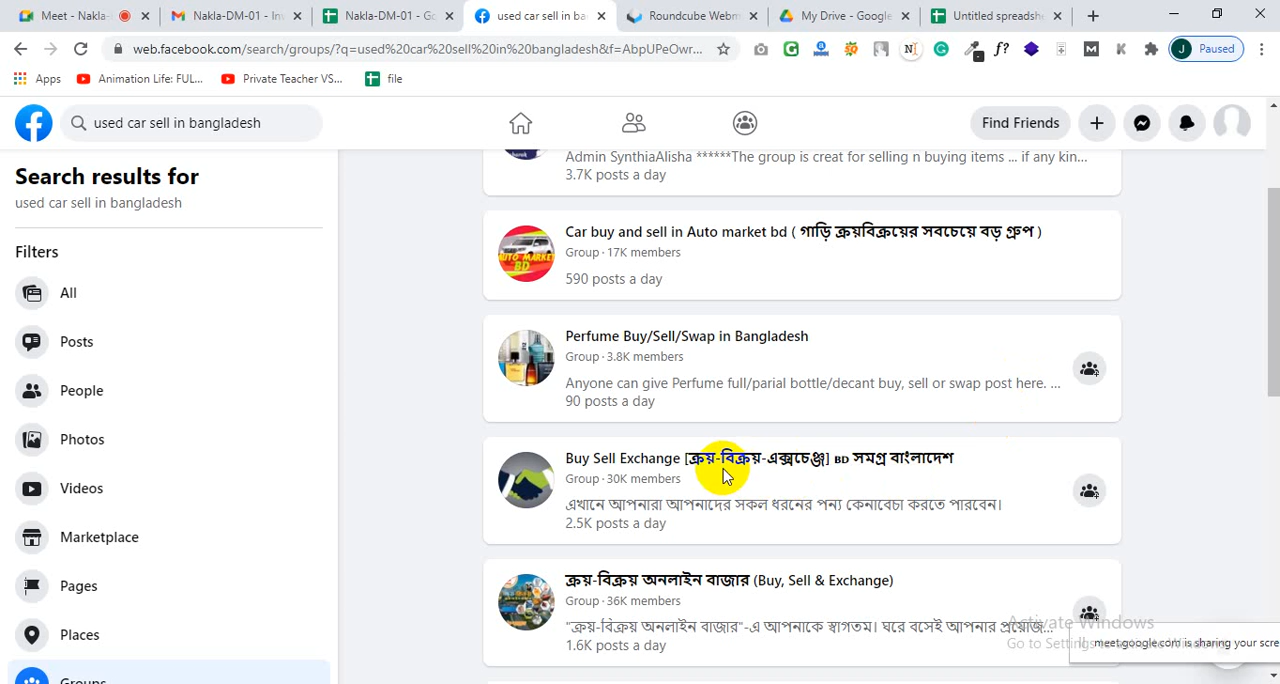 Meet - Nakla-
Nakla-DM-01 - Inv
Nakla-DM-01 - Go
used car sell in ba
Roundcube Webm
My Drive - Google
Untitled spreadshe
web.facebook.com/search/groups/?q=used%20car%20sell%20in%20bangladesh&f=AbpUPeOwr...
Paused
Apps
Animation Life: FUL...
Private Teacher VS...
file
used car sell in bangladesh
Find Friends
Search results for
used car sell in bangladesh
Filters
All
Posts
People
Photos
Videos
Marketplace
Pages
Places
Groups
Admin SynthiaAlisha ******The group is creat for selling n buying items ... if any kin...
3.7K posts a day
Car buy and sell in Auto market bd ( গাড়ি ক্রয়বিক্রয়ের সবচেয়ে বড় গ্রুপ )
Group · 17K members
590 posts a day
AUTO MARKET
BD
Perfume Buy/Sell/Swap in Bangladesh
Group · 3.8K members
Anyone can give Perfume full/parial bottle/decant buy, sell or swap post here. ...
90 posts a day
Buy Sell Exchange [ক্রয়-বিক্রয়-এক্সচেঞ্জ] BD সমগ্র বাংলাদেশ
Group · 30K members
এখানে আপনারা আপনাদের সকল ধরনের পন্য কেনাবেচা করতে পারবেন।
2.5K posts a day
ক্রয়-বিক্রয় অনলাইন বাজার (Buy, Sell & Exchange)
Group · 36K members
"ক্রয়-বিক্রয় অনলাইন বাজার"-এ আপনাকে স্বাগতম। ঘরে বসেই আপনার প্রয়োজ...
1.6K posts a day
Activate Windows
Go to Settings to activate Windows.
meet.google.com is sharing your scre